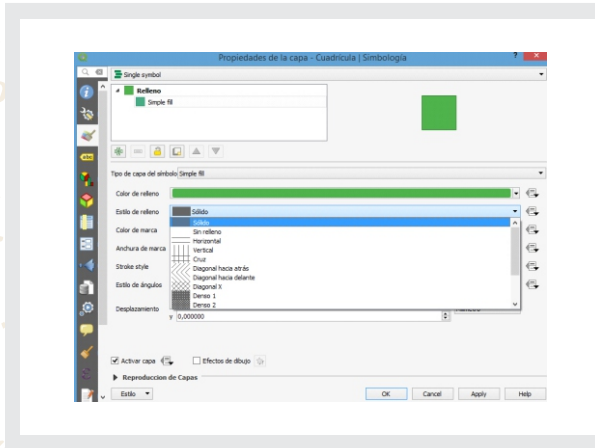 Propiedades de la capa - Cuadrícula | Simbología
Single symbol
Relleno
Simple fill
Tipo de capa del símbolo Simple fill
Color de relleno
Estilo de relleno Sólido
Color de marca
Anchura de marca
Stroke style
Estilo de ángulos
Desplazamiento
Sólido
Sin relleno
Horizontal
Vertical
Cruz
Diagonal hacia atrás
Diagonal hacia delante
Diagonal X
Denso 1
Denso 2
y 0,000000
Activar capa Efectos de dibujo
Reproduccion de Capas
Estilo OK Cancel Apply Help